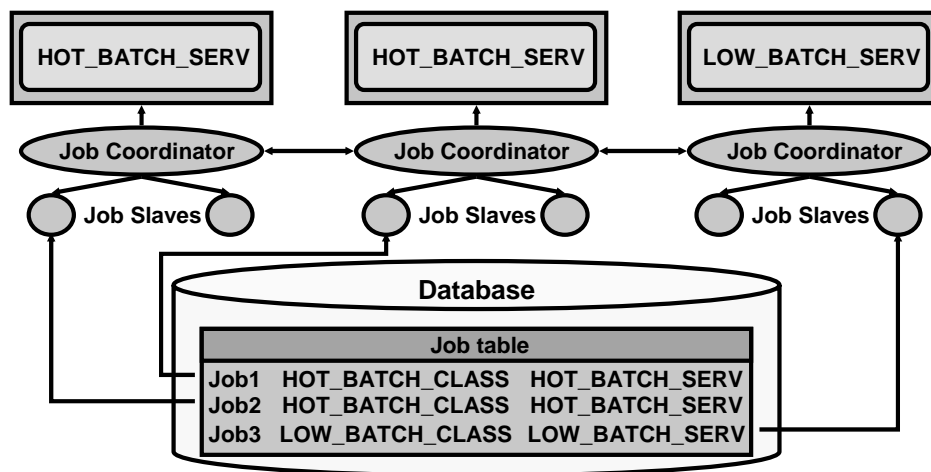 HOT_BATCH_SERV HOT_BATCH_SERV LOW_BATCH_SERV
Job Coordinator Job Coordinator Job Coordinator
Job Slaves Job Slaves Job Slaves
Database
Job table
Job1 HOT_BATCH_CLASS HOT_BATCH_SERV
Job2 HOT_BATCH_CLASS HOT_BATCH_SERV
Job3 LOW_BATCH_CLASS LOW_BATCH_SERV